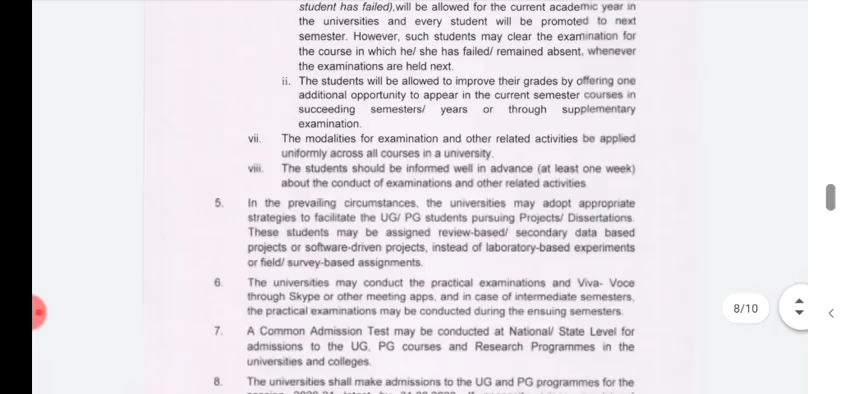 student has failed),will be allowed for the current academic year in
the universities and every student will be promoted to next
semester. However, such students may clear the examination for
the course in which he/ she has failed/ remained absent, whenever
the examinations are held next.
ii. The students will be allowed to improve their grades by offering one
additional opportunity to appear in the current semester courses in
succeeding semesters/ years or through supplementary
examination.
vii. The modalities for examination and other related activities be applied
uniformly across all courses in a university.
viii. The students should be informed well in advance (at least one week)
about the conduct of examinations and other related activities
5. In the prevailing circumstances, the universities may adopt appropriate
strategies to facilitate the UG/ PG students pursuing Projects/ Dissertations.
These students may be assigned review-based/ secondary data based
projects or software-driven projects, instead of laboratory-based experiments
or field/ survey-based assignments.
6. The universities may conduct the practical examinations and Viva- Voce
through Skype or other meeting apps, and in case of intermediate semesters,
the practical examinations may be conducted during the ensuing semesters.
8/10
7. A Common Admission Test may be conducted at National/ State Level for
admissions to the UG, PG courses and Research Programmes in the
universities and colleges.
8. The universities shall make admissions to the UG and PG programmes for the